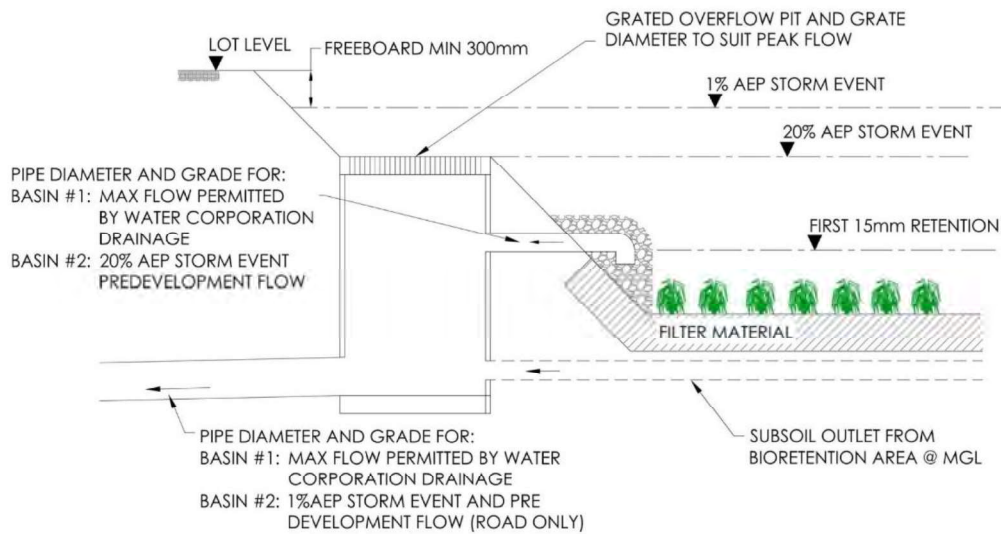 GRATED OVERFLOW PIT AND GRATE
DIAMETER TO SUIT PEAK FLOW
LOT LEVEL
FREEBOARD MIN 300mm
1% AEP STORM EVENT
20% AEP STORM EVENT
PIPE DIAMETER AND GRADE FOR:
BASIN #1: MAX FLOW PERMITTED
BY WATER CORPORATION
DRAINAGE
BASIN #2: 20% AEP STORM EVENT
PREDEVELOPMENT FLOW
FIRST 15mm RETENTION
FILTER MATERIAL
PIPE DIAMETER AND GRADE FOR:
BASIN #1: MAX FLOW PERMITTED BY WATER
CORPORATION DRAINAGE
BASIN #2: 1%AEP STORM EVENT AND PRE
DEVELOPMENT FLOW (ROAD ONLY)
SUBSOIL OUTLET FROM
BIORETENTION AREA @ MGL